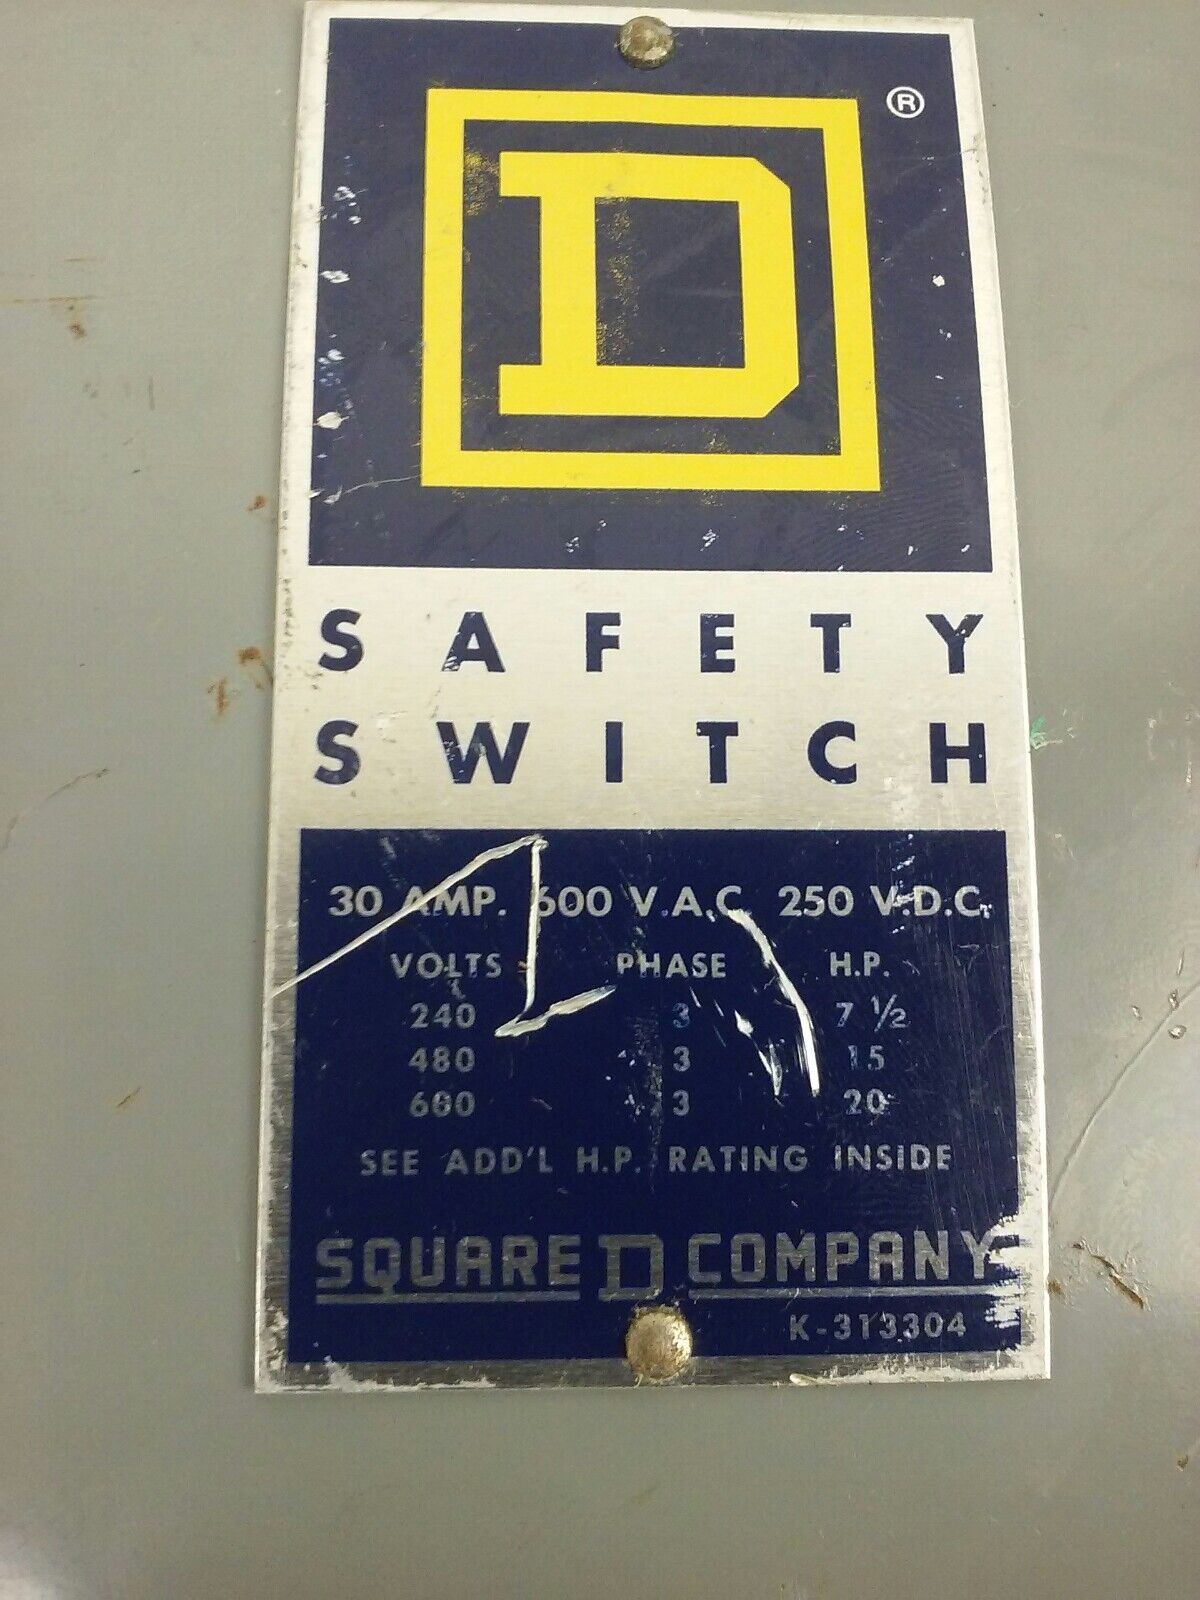 D ®
SAFETY
SWITCH
30 AMP. 600 V.A.C. 250 V.D.C.
VOLTS PHASE H.P.
240 3 7 1/2
480 3 15
600 3 20
SEE ADD'L H.P. RATING INSIDE
SQUARE D COMPANY
K-313304